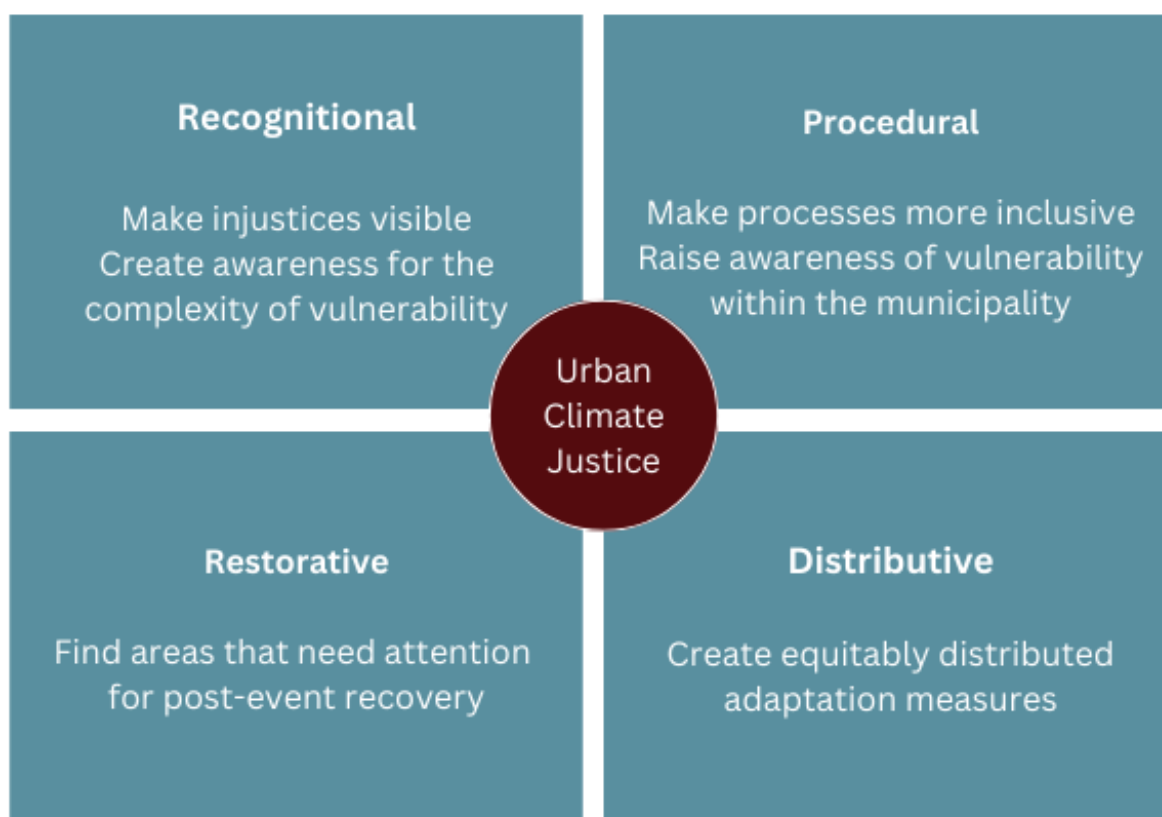 Recognitional
Make injustices visible
Create awareness for the
complexity of vulnerability
Procedural
Make processes more inclusive
Raise awareness of vulnerability
within the municipality
Urban
Climate
Justice
Restorative
Find areas that need attention
for post-event recovery
Distributive
Create equitably distributed
adaptation measures